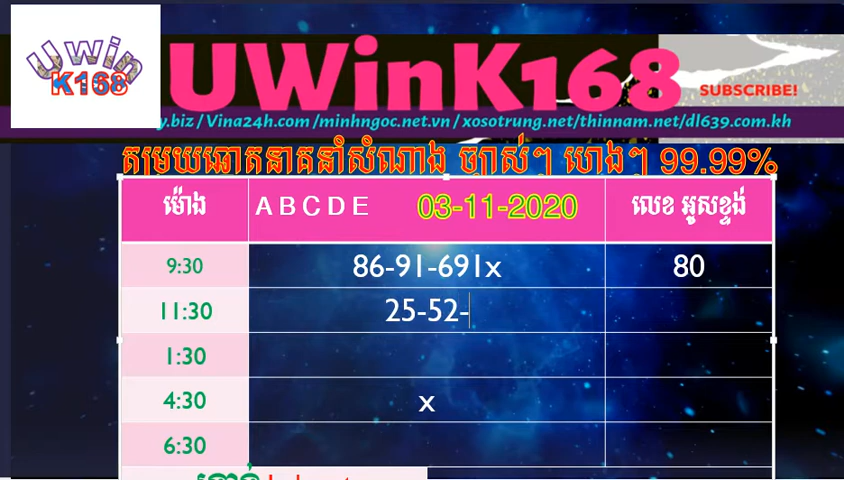 Uwin
K168
UWinK168
SUBSCRIBE!
y.biz/Vina24h.com/minhngoc.net.vn/xosotrung.net/thinnam.net/dl639.com.kh
តម្រុយឆ្នោតនាគនាំសំណាង ច្បាស់ៗ ហេងៗ 99.99%
ម៉ោង A B C D E 03-11-2020 លេខ អូសខ្ទង់
9:30 86-91-691x 80
11:30 25-52-
1:30
4:30 x
6:30